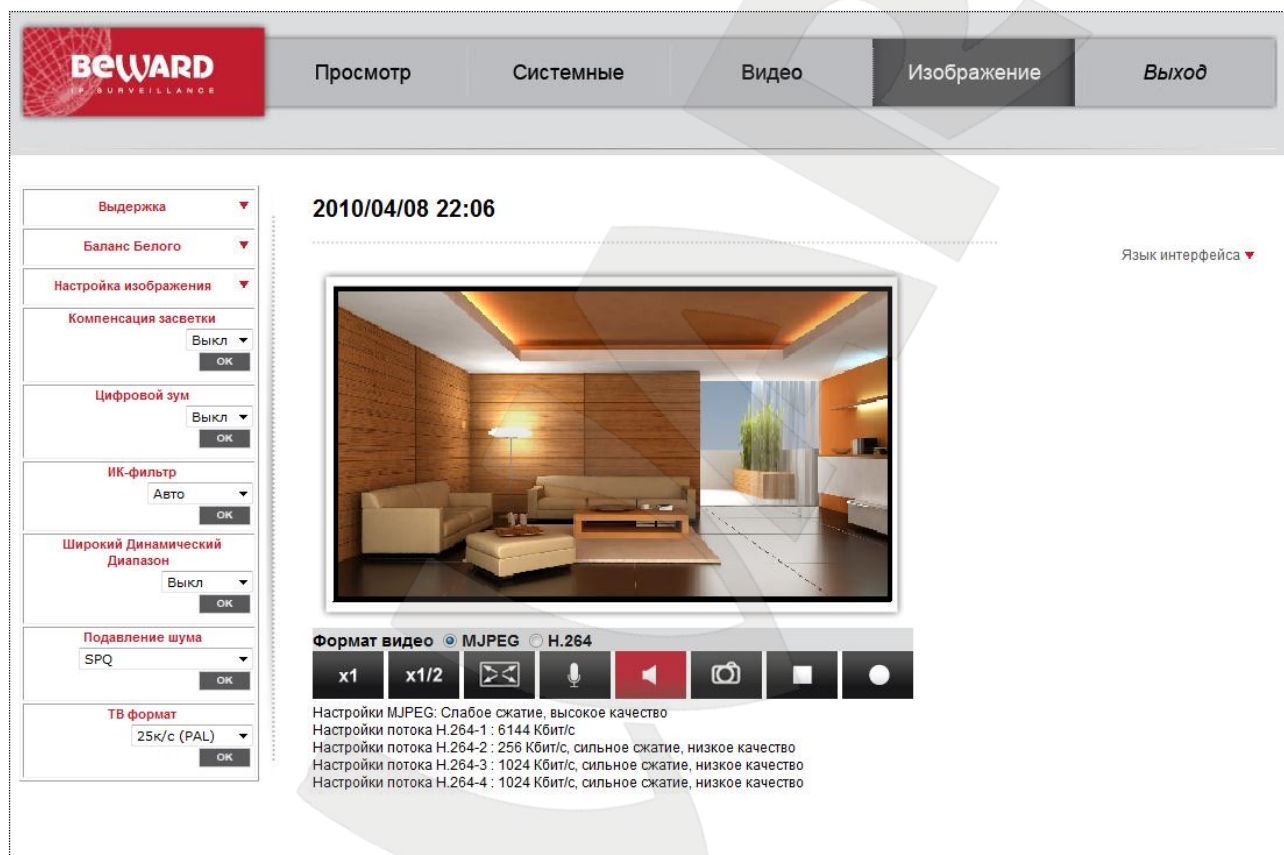 BEWARD
IP SURVEILLANCE
Просмотр
Системные
Видео
Изображение
Выход
Выдержка
Баланс Белого
Настройка изображения
Компенсация засветки
Выкл
OK
Цифровой зум
Выкл
OK
ИК-фильтр
Авто
OK
Широкий Динамический
Диапазон
Выкл
OK
Подавление шума
SPQ
OK
ТВ формат
25к/с (PAL)
OK
2010/04/08 22:06
Язык интерфейса
Формат видео MJPEG H.264
x1 x1/2
Настройки MJPEG: Слабое сжатие, высокое качество
Настройки потока H.264-1 : 6144 Кбит/с
Настройки потока H.264-2 : 256 Кбит/с, сильное сжатие, низкое качество
Настройки потока H.264-3 : 1024 Кбит/с, сильное сжатие, низкое качество
Настройки потока H.264-4 : 1024 Кбит/с, сильное сжатие, низкое качество